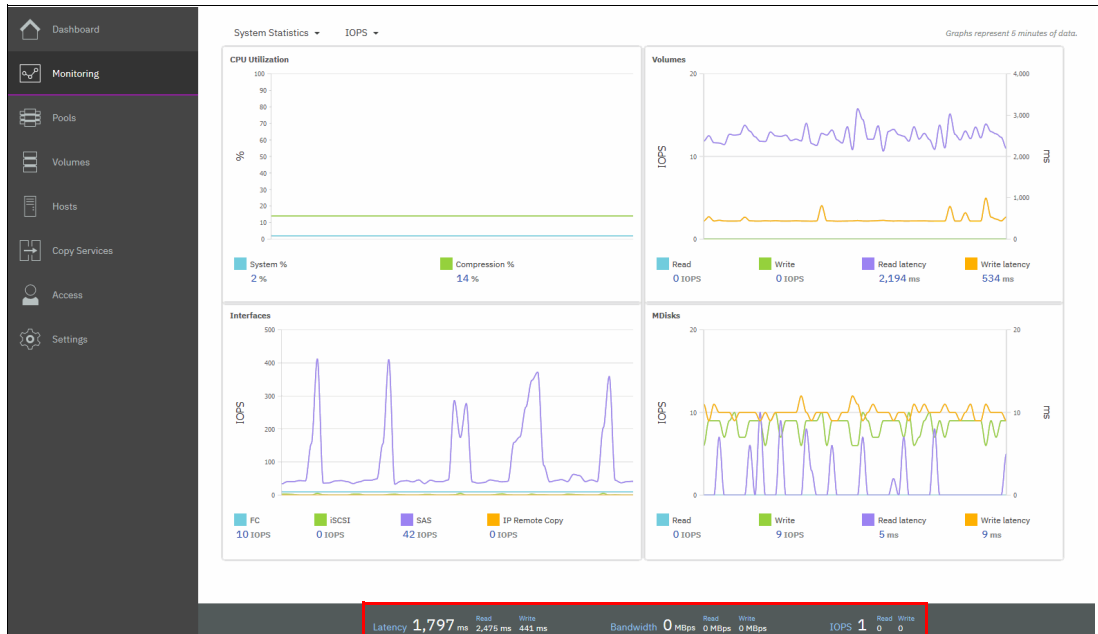 Dashboard
Monitoring
Pools
Volumes
Hosts
Copy Services
Access
Settings
System Statistics IOPS Graphs represent 6 minutes of data.
CPU Utilization
100
90
80
70
60
50
40
30
20
10
0
%
System %
2 %
Compression %
14 %
Volumes
20
10
0
IOPS
4,000
3,000
2,000
1,000
0
ms
Read
0 IOPS
Write
0 IOPS
Read latency
2,194 ms
Write latency
534 ms
Interfaces
500
400
300
200
100
0
IOPS
FC
10 IOPS
iSCSI
0 IOPS
SAS
42 IOPS
IP Remote Copy
0 IOPS
MDisks
20
10
0
IOPS
20
10
0
ms
Read
0 IOPS
Write
9 IOPS
Read latency
5 ms
Write latency
9 ms
Latency 1,797 ms Read 2,475 ms Write 441 ms
Bandwidth 0 MBps Read 0 MBps Write 0 MBps
IOPS 1 Read 0 Write 0